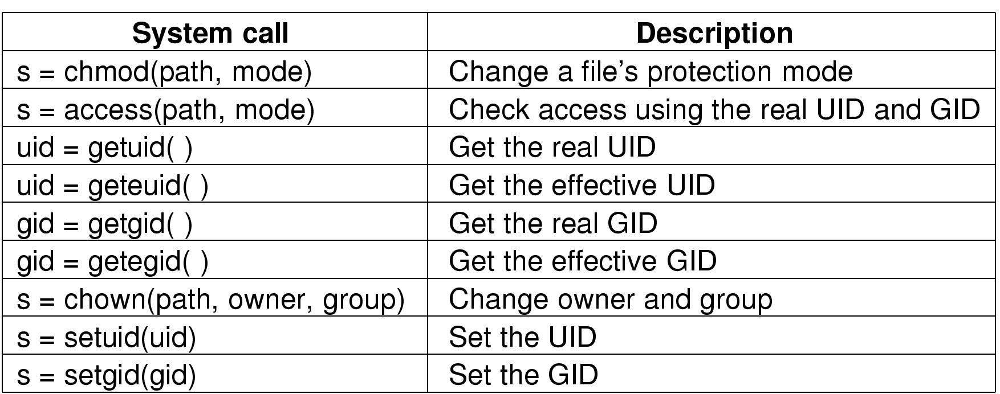 System call Description
s = chmod(path, mode) Change a file’s protection mode
s = access(path, mode) Check access using the real UID and GID
uid = getuid( ) Get the real UID
uid = geteuid( ) Get the effective UID
gid = getgid( ) Get the real GID
gid = getegid( ) Get the effective GID
s = chown(path, owner, group) Change owner and group
s = setuid(uid) Set the UID
s = setgid(gid) Set the GID